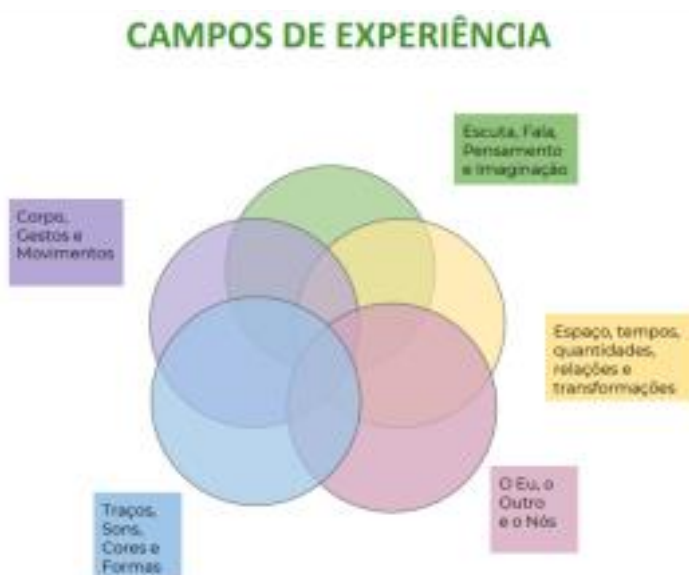 CAMPOS DE EXPERIÊNCIA
Escuta, Fala,
Pensamento
e Imaginação
Corpo,
Gestos e
Movimentos
Espaço, tempos,
quantidades,
relações e
transformações
O Eu, o
Outro
e o Nós
Traços,
Sons,
Cores e
Formas